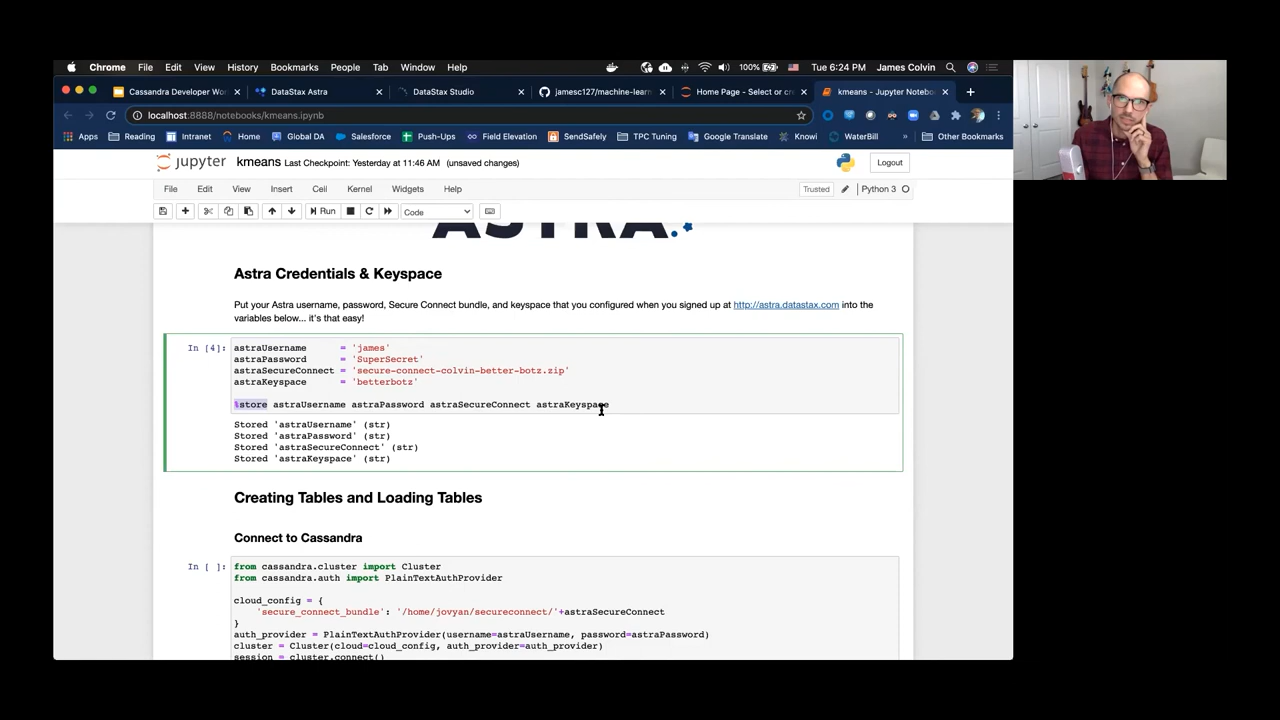 Chrome File Edit View History Bookmarks People Tab Window Help 100% Tue 6:24 PM James Colvin
Cassandra Developer Wor DataStax Astra DataStax Studio jamesc127/machine-learn Home Page - Select or cre kmeans - Jupyter Notebo
localhost:8888/notebooks/kmeans.ipynb
Apps Reading Intranet Home Global DA Salesforce Push-Ups Field Elevation SendSafely TPC Tuning Google Translate Knowi WaterBill » Other Bookmarks
jupyter kmeans Last Checkpoint: Yesterday at 11:46 AM (unsaved changes) Logout
File Edit View Insert Cell Kernel Widgets Help Trusted Python 3
Run Code
ASTRA
Astra Credentials & Keyspace
Put your Astra username, password, Secure Connect bundle, and keyspace that you configured when you signed up at http://astra.datastax.com into the
variables below... it's that easy!
In [4]: astraUsername = 'james'
astraPassword = 'SuperSecret'
astraSecureConnect = 'secure-connect-colvin-better-botz.zip'
astraKeyspace = 'betterbotz'
%store astraUsername astraPassword astraSecureConnect astraKeyspace
Stored 'astraUsername' (str)
Stored 'astraPassword' (str)
Stored 'astraSecureConnect' (str)
Stored 'astraKeyspace' (str)
Creating Tables and Loading Tables
Connect to Cassandra
In [ ]: from cassandra.cluster import Cluster
from cassandra.auth import PlainTextAuthProvider
cloud_config = {
'secure_connect_bundle': '/home/jovyan/secureconnect/'+astraSecureConnect
}
auth_provider = PlainTextAuthProvider(username=astraUsername, password=astraPassword)
cluster = Cluster(cloud=cloud_config, auth_provider=auth_provider)
session = cluster.connect()